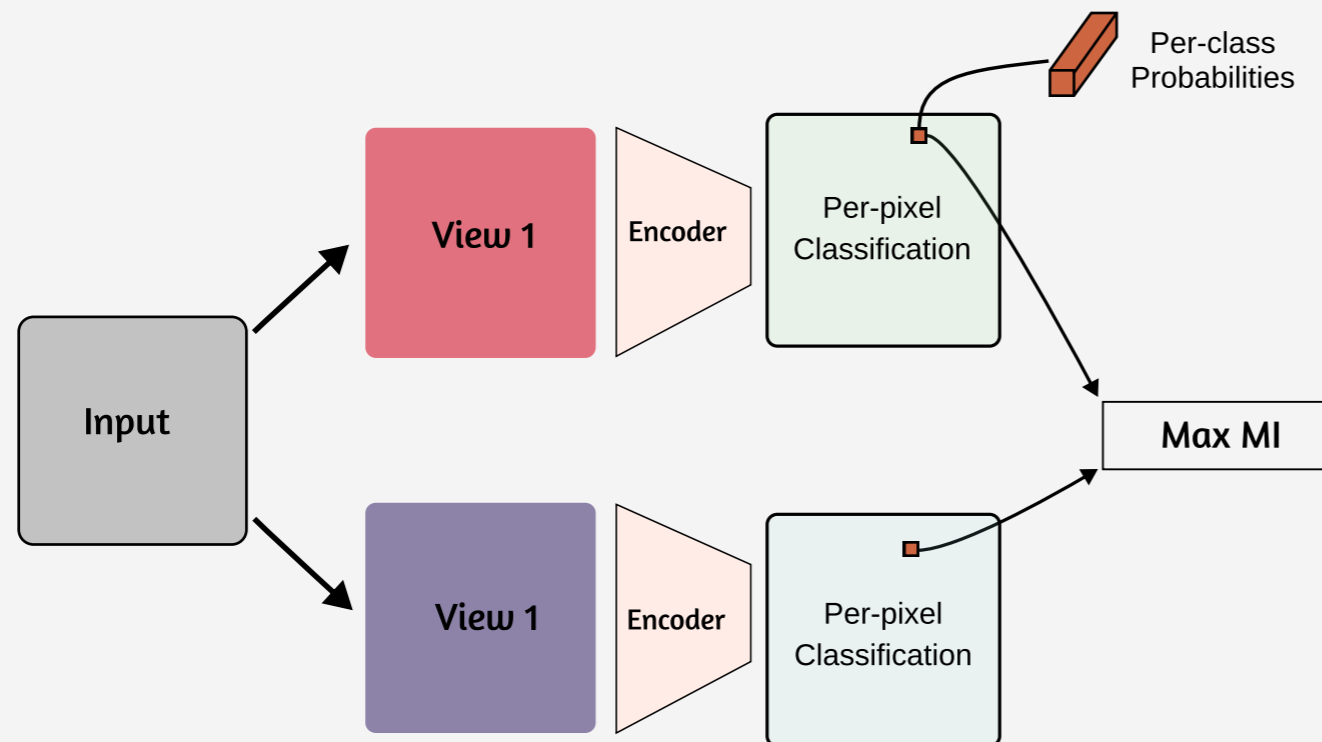 Per-class
Probabilities
View 1
Encoder
Per-pixel
Classification
Input
Max MI
View 1
Encoder
Per-pixel
Classification